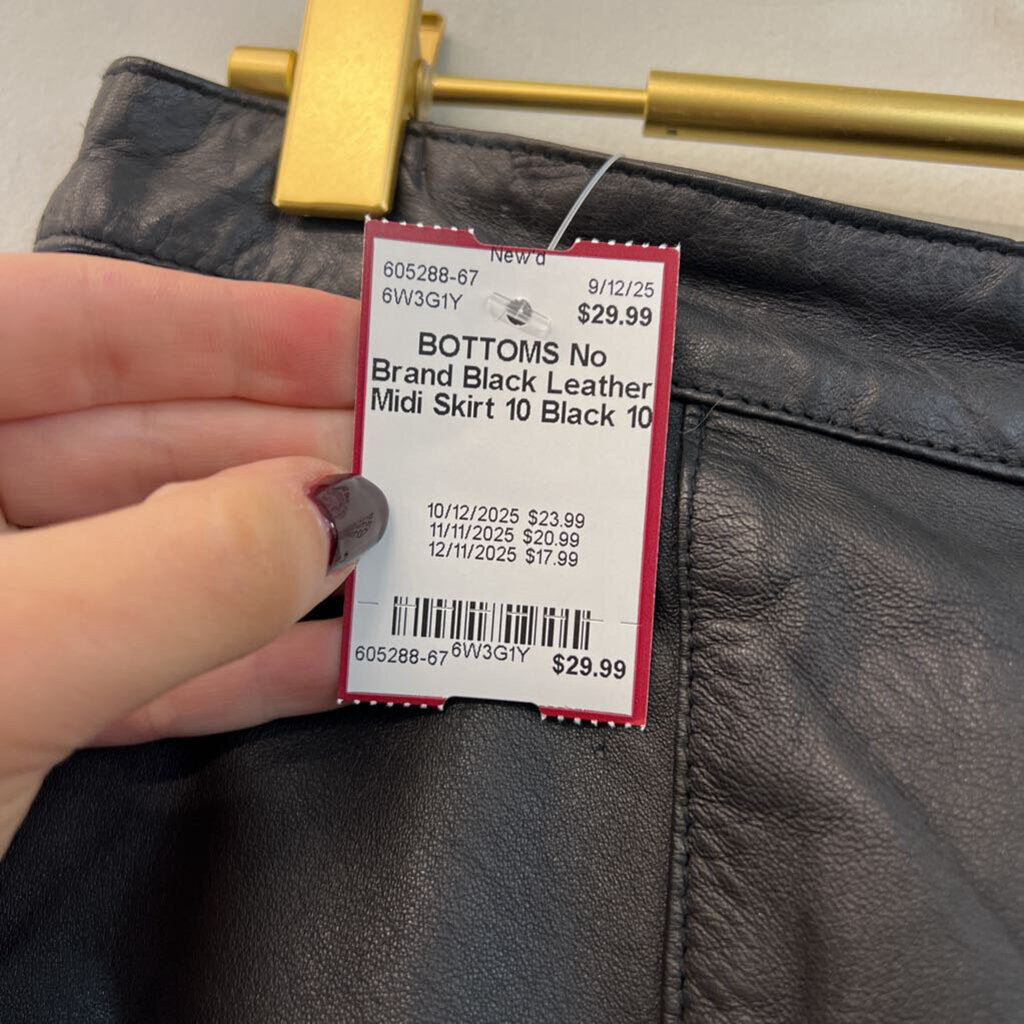 New'd
605288-67
9/12/25
6W3G1Y
$29.99
BOTTOMS No
Brand Black Leather
Midi Skirt 10 Black 10
10/12/2025 $23.99
11/11/2025 $20.99
12/11/2025 $17.99
605288-67 6W3G1Y $29.99